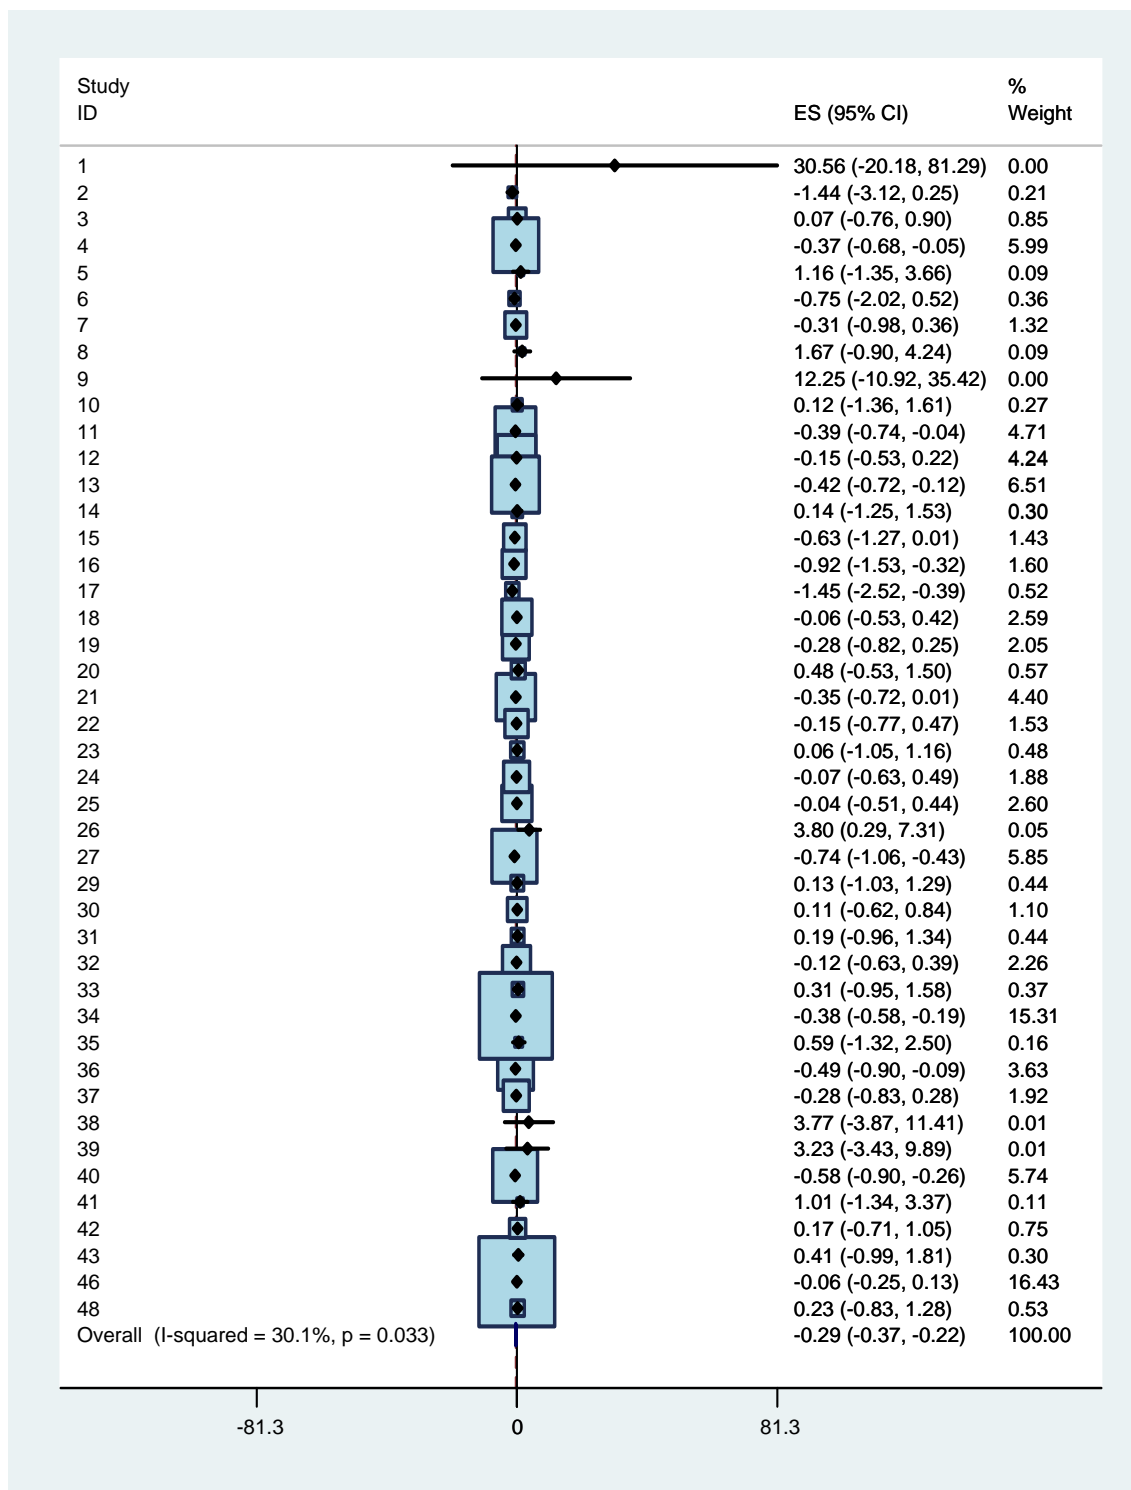 Study %
ID ES (95% CI) Weight
1 30.56 (-20.18, 81.29) 0.00
2 -1.44 (-3.12, 0.25) 0.21
3 0.07 (-0.76, 0.90) 0.85
4 -0.37 (-0.68, -0.05) 5.99
5 1.16 (-1.35, 3.66) 0.09
6 -0.75 (-2.02, 0.52) 0.36
7 -0.31 (-0.98, 0.36) 1.32
8 1.67 (-0.90, 4.24) 0.09
9 12.25 (-10.92, 35.42) 0.00
10 0.12 (-1.36, 1.61) 0.27
11 -0.39 (-0.74, -0.04) 4.71
12 -0.15 (-0.53, 0.22) 4.24
13 -0.42 (-0.72, -0.12) 6.51
14 0.14 (-1.25, 1.53) 0.30
15 -0.63 (-1.27, 0.01) 1.43
16 -0.92 (-1.53, -0.32) 1.60
17 -1.45 (-2.52, -0.39) 0.52
18 -0.06 (-0.53, 0.42) 2.59
19 -0.28 (-0.82, 0.25) 2.05
20 0.48 (-0.53, 1.50) 0.57
21 -0.35 (-0.72, 0.01) 4.40
22 -0.15 (-0.77, 0.47) 1.53
23 0.06 (-1.05, 1.16) 0.48
24 -0.07 (-0.63, 0.49) 1.88
25 -0.04 (-0.51, 0.44) 2.60
26 3.80 (0.29, 7.31) 0.05
27 -0.74 (-1.06, -0.43) 5.85
29 0.13 (-1.03, 1.29) 0.44
30 0.11 (-0.62, 0.84) 1.10
31 0.19 (-0.96, 1.34) 0.44
32 -0.12 (-0.63, 0.39) 2.26
33 0.31 (-0.95, 1.58) 0.37
34 -0.38 (-0.58, -0.19) 15.31
35 0.59 (-1.32, 2.50) 0.16
36 -0.49 (-0.90, -0.09) 3.63
37 -0.28 (-0.83, 0.28) 1.92
38 3.77 (-3.87, 11.41) 0.01
39 3.23 (-3.43, 9.89) 0.01
40 -0.58 (-0.90, -0.26) 5.74
41 1.01 (-1.34, 3.37) 0.11
42 0.17 (-0.71, 1.05) 0.75
43 0.41 (-0.99, 1.81) 0.30
46 -0.06 (-0.25, 0.13) 16.43
48 0.23 (-0.83, 1.28) 0.53
Overall (I-squared = 30.1%, p = 0.033) -0.29 (-0.37, -0.22) 100.00
-81.3 0 81.3